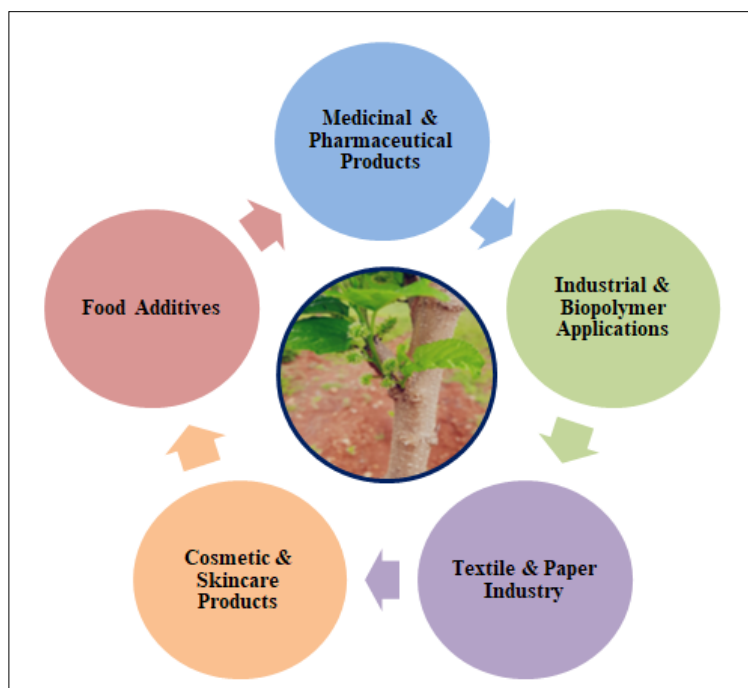 Medicinal &
Pharmaceutical
Products
Industrial &
Biopolymer
Applications
Textile & Paper
Industry
Cosmetic &
Skincare
Products
Food Additives